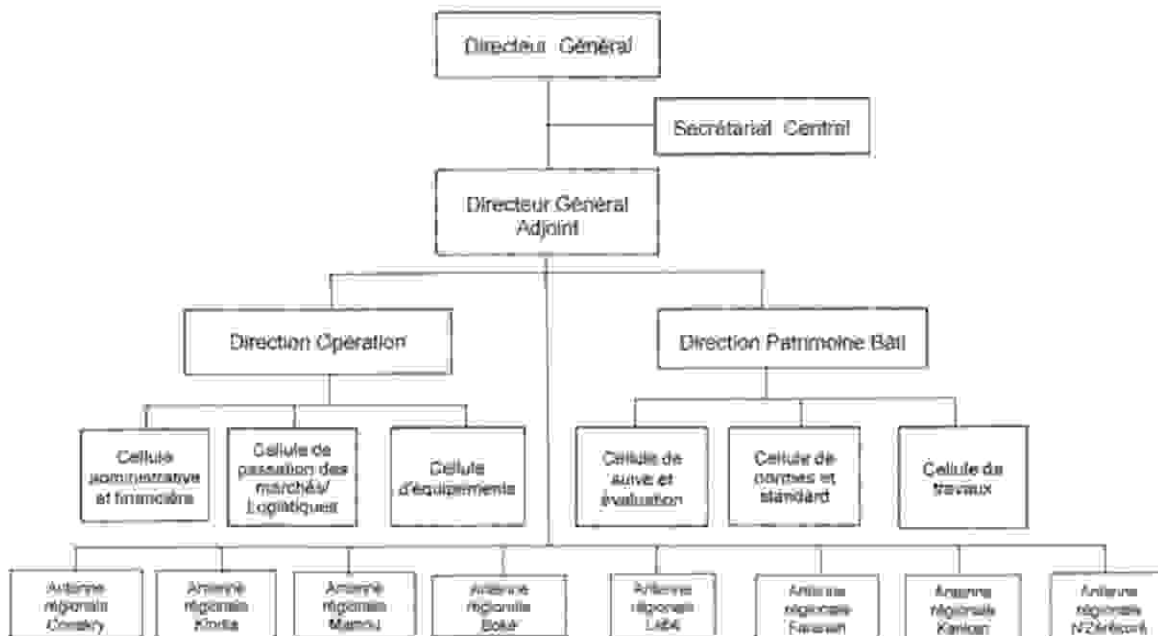 Directeur Général
Secrétariat Central
Directeur Général
Adjoint
Direction Opération
Direction Patrimoine Bâti
Cellule
administrative
et financière
Cellule de
passation des
marchés/
Logistiques
Cellule
d'équipements
Cellule de
suivi et
évaluation
Cellule de
normes et
standard
Cellule de
travaux
Antenne
régionale
Conakry
Antenne
régionale
Kindia
Antenne
régionale
Mamou
Antenne
régionale
Boké
Antenne
régionale
Labé
Antenne
régionale
Faranah
Antenne
régionale
Kankan
Antenne
régionale
N'Zérékoré